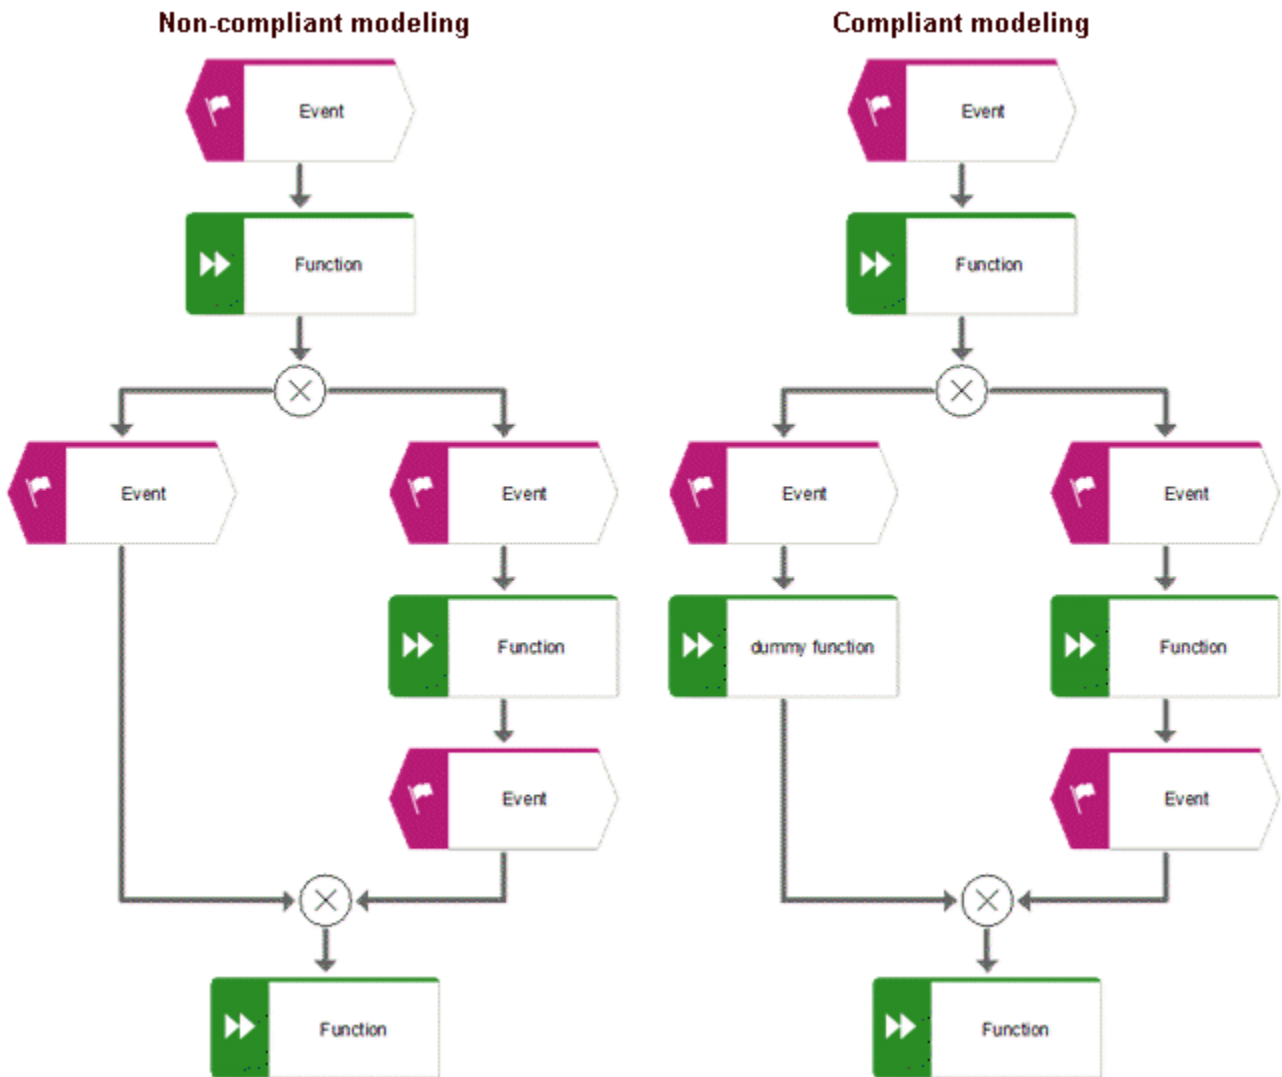 Non-compliant modeling
Compliant modeling
Event
Event
Function
Function
Event
Event
Event
Event
Function
dummy function
Function
Event
Event
Function
Function